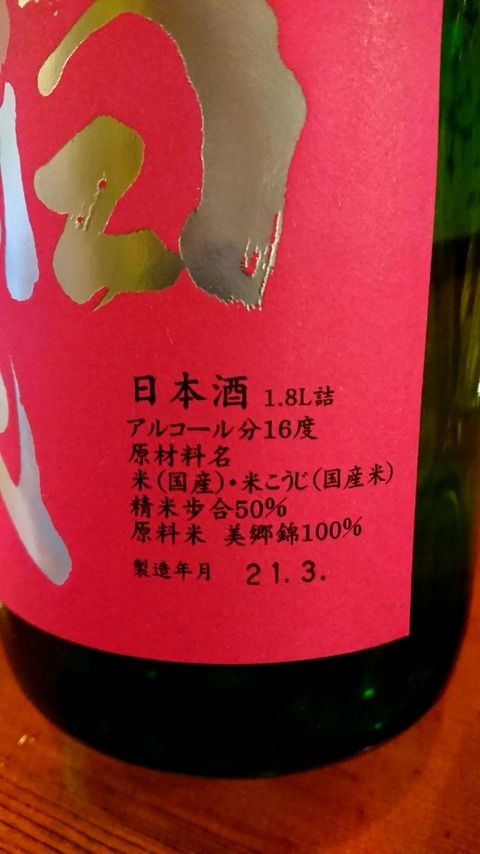 日本酒 1.8L詰
アルコール分16度
原材料名
米(国産)・米こうじ(国産米)
精米歩合50%
原料米 美郷錦100%
製造年月 21.3.